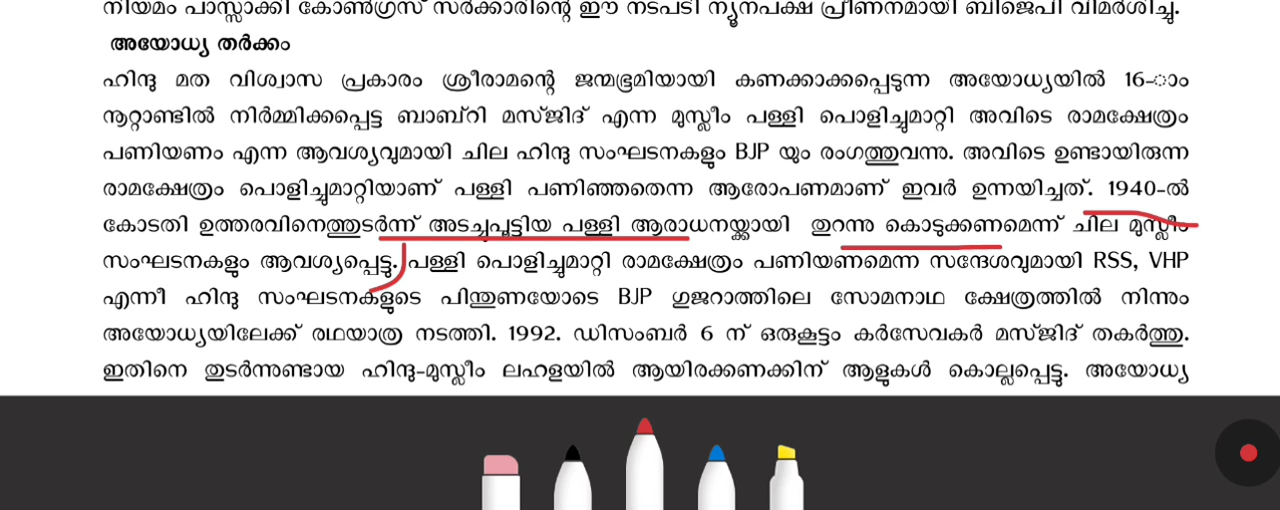 നിയമം പാസ്സാക്കി കോൺഗ്രസ് സർക്കാരിന്റെ ഈ നടപടി ന്യൂനപക്ഷ പ്രീണനമായി ബിജെപി വിമർശിച്ചു.
അയോധ്യ തർക്കം
ഹിന്ദു മത വിശ്വാസ പ്രകാരം ശ്രീരാമന്റെ ജന്മഭൂമിയായി കണക്കാക്കപ്പെടുന്ന അയോധ്യയിൽ 16-ാം
നൂറ്റാണ്ടിൽ നിർമ്മിക്കപ്പെട്ട ബാബ്റി മസ്ജിദ് എന്ന മുസ്ലീം പള്ളി പൊളിച്ചുമാറ്റി അവിടെ രാമക്ഷേത്രം
പണിയണം എന്ന ആവശ്യവുമായി ചില ഹിന്ദു സംഘടനകളും BJP യും രംഗത്തുവന്നു. അവിടെ ഉണ്ടായിരുന്ന
രാമക്ഷേത്രം പൊളിച്ചുമാറ്റിയാണ് പള്ളി പണിഞ്ഞതെന്ന ആരോപണമാണ് ഇവർ ഉന്നയിച്ചത്. 1940-ൽ
കോടതി ഉത്തരവിനെത്തുടർന്ന് അടച്ചുപൂട്ടിയ പള്ളി ആരാധനയ്ക്കായി തുറന്നു കൊടുക്കണമെന്ന് ചില മുസ്ലീം
സംഘടനകളും ആവശ്യപ്പെട്ടു. പള്ളി പൊളിച്ചുമാറ്റി രാമക്ഷേത്രം പണിയണമെന്ന സന്ദേശവുമായി RSS, VHP
എന്നീ ഹിന്ദു സംഘടനകളുടെ പിന്തുണയോടെ BJP ഗുജറാത്തിലെ സോമനാഥ ക്ഷേത്രത്തിൽ നിന്നും
അയോധ്യയിലേക്ക് രഥയാത്ര നടത്തി. 1992. ഡിസംബർ 6 ന് ഒരുകൂട്ടം കർസേവകർ മസ്ജിദ് തകർത്തു.
ഇതിനെ തുടർന്നുണ്ടായ ഹിന്ദു-മുസ്ലീം ലഹളയിൽ ആയിരക്കണക്കിന് ആളുകൾ കൊല്ലപ്പെട്ടു. അയോധ്യ